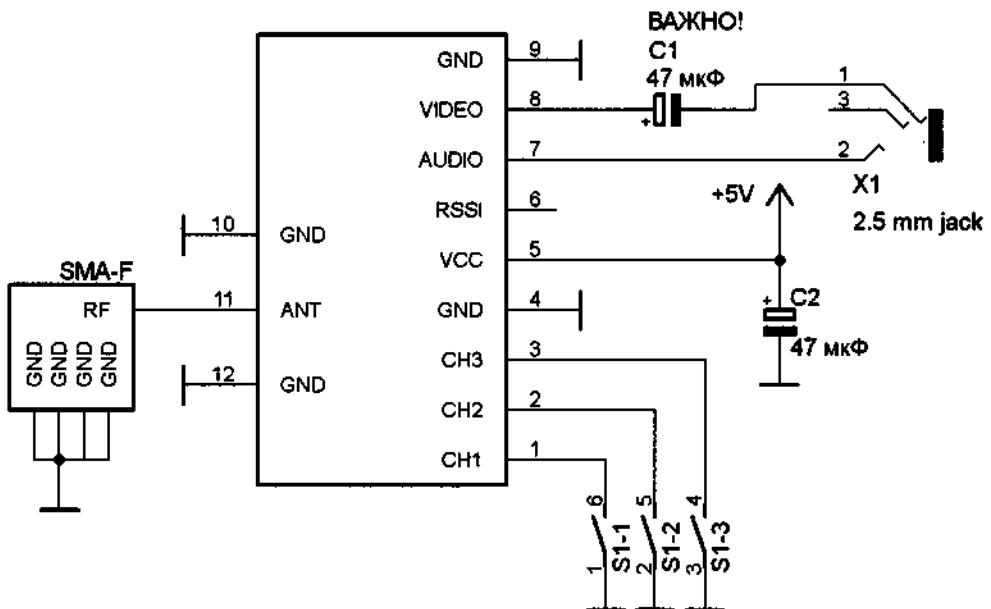 ВАЖНО!
C1
47 мкФ
+
GND 9
VIDEO 8
AUDIO 7
RSSI 6
VCC 5
GND 4
CH3 3
CH2 2
CH1 1
10 GND
11 ANT
12 GND
SMA-F
RF
GND
GND
GND
GND
1
3
2
X1
2.5 mm jack
+5V
+
C2
47 мкФ
6
5
4
1
S1-1
2
S1-2
3
S1-3